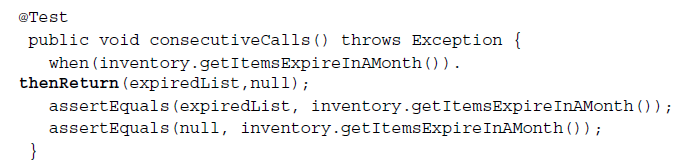 @Test
public void consecutiveCalls() throws Exception {
when(inventory.getItemsExpireInAMonth()).
thenReturn(expiredList,null);
assertEquals(expiredList, inventory.getItemsExpireInAMonth());
assertEquals(null, inventory.getItemsExpireInAMonth());
}